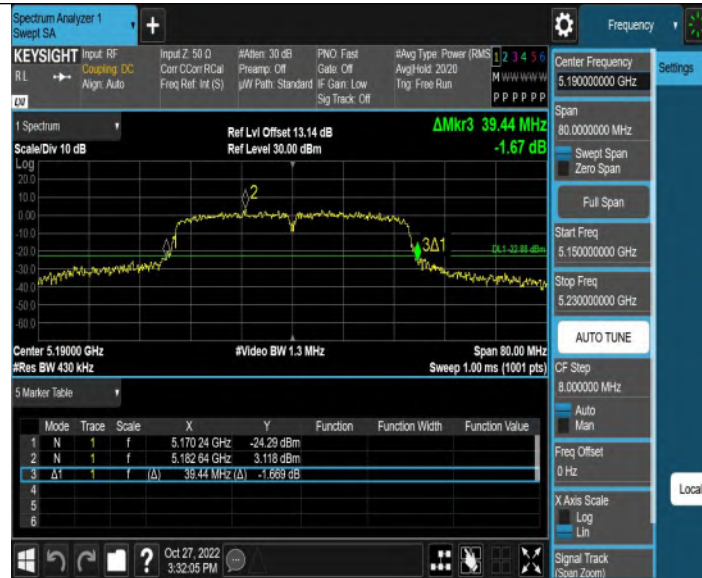 Spectrum Analyzer 1
Swept SA
+
Frequency
KEYSIGHT Input: RF
RL
Coupling: DC
Align: Auto
Input Z: 50 Ω
Corr CCorr RCal
Freq Ref: Int (S)
#Atten: 30 dB
Preamp: Off
µW Path: Standard
PNO: Fast
Gate: Off
IF Gain: Low
Sig Track: Off
#Avg Type: Power (RMS
Avg|Hold: 20/20
Trig: Free Run
1 2 3 4 5 6
M W W W W W
P P P P P P
LXI
1 Spectrum
Scale/Div 10 dB
Ref Lvl Offset 13.14 dB
Ref Level 30.00 dBm
ΔMkr3 39.44 MHz
-1.67 dB
Log
20.0
10.0
0.00
-10.0
-20.0
-30.0
-40.0
-50.0
-60.0
2
3Δ1
DL1 -22.88 dBm
Center 5.19000 GHz
#Res BW 430 kHz
#Video BW 1.3 MHz
Span 80.00 MHz
Sweep 1.00 ms (1001 pts)
5 Marker Table
Mode Trace Scale X Y Function Function Width Function Value
1 N 1 f 5.170 24 GHz -24.29 dBm
2 N 1 f 5.182 64 GHz 3.118 dBm
3 Δ1 1 f (Δ) 39.44 MHz (Δ) -1.669 dB
4
5
6
?
Oct 27, 2022
3:32:05 PM
Center Frequency
5.190000000 GHz
Span
80.0000000 MHz
Swept Span
Zero Span
Full Span
Start Freq
5.150000000 GHz
Stop Freq
5.230000000 GHz
AUTO TUNE
CF Step
8.000000 MHz
Auto
Man
Freq Offset
0 Hz
X Axis Scale
Log
Lin
Signal Track
(Span Zoom)
Settings
Local